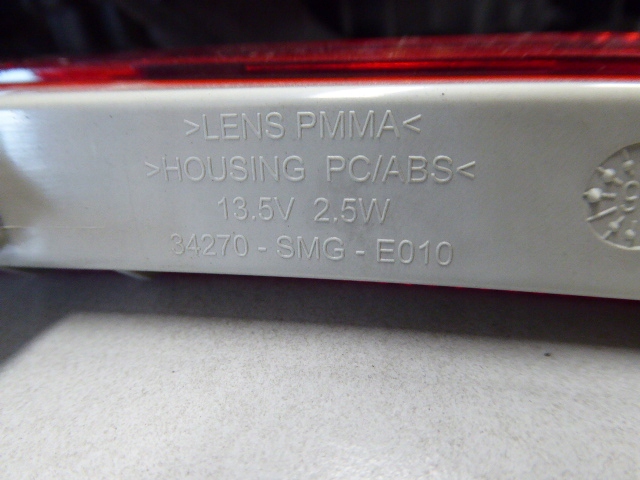 >LENS PMMA<
>HOUSING PC/ABS<
13.5V 2.5W
34270 - SMG - E010